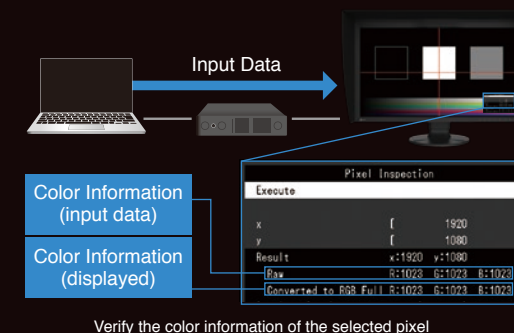 Input Data
Color Information
(input data)
Color Information
(displayed)
Pixel Inspection
Execute
x [ 1920
y [ 1080
Result x:1920 y:1080
Raw R:1023 G:1023 B:1023
Converted to RGB Full R:1023 G:1023 B:1023
Verify the color information of the selected pixel